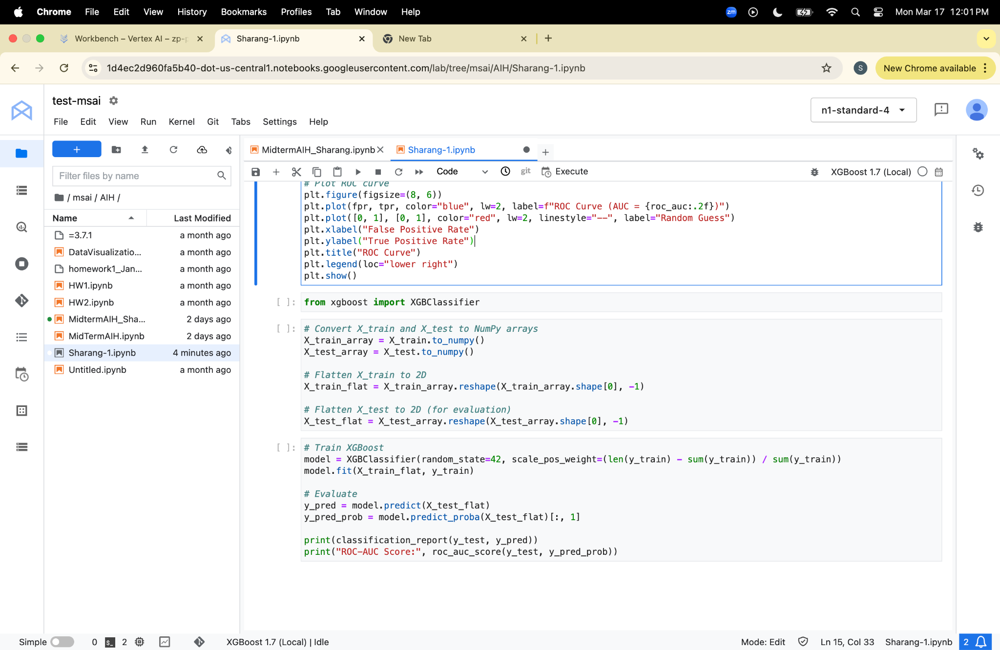 Chrome File Edit View History Bookmarks Profiles Tab Window Help
zm
Mon Mar 17 12:01 PM
Workbench – Vertex AI – zp-p
Sharang-1.ipynb
New Tab
1d4ec2d960fa5b40-dot-us-central1.notebooks.googleusercontent.com/lab/tree/msai/AIH/Sharang-1.ipynb
S
New Chrome available
test-msai
n1-standard-4
File Edit View Run Kernel Git Tabs Settings Help
MidtermAIH_Sharang.ipynb
Sharang-1.ipynb
Filter files by name
Code
git
Execute
XGBoost 1.7 (Local)
/ msai / AIH /
Name Last Modified
=3.7.1 a month ago
DataVisualizatio... a month ago
homework1_Jan... a month ago
HW1.ipynb a month ago
HW2.ipynb a month ago
MidtermAIH_Sha... 2 days ago
MidTermAIH.ipynb 2 days ago
Sharang-1.ipynb 4 minutes ago
Untitled.ipynb a month ago
# Plot ROC curve
plt.figure(figsize=(8, 6))
plt.plot(fpr, tpr, color="blue", lw=2, label=f"ROC Curve (AUC = {roc_auc:.2f})")
plt.plot([0, 1], [0, 1], color="red", lw=2, linestyle="--", label="Random Guess")
plt.xlabel("False Positive Rate")
plt.ylabel("True Positive Rate")
plt.title("ROC Curve")
plt.legend(loc="lower right")
plt.show()
[ ]: from xgboost import XGBClassifier
[ ]: # Convert X_train and X_test to NumPy arrays
X_train_array = X_train.to_numpy()
X_test_array = X_test.to_numpy()
# Flatten X_train to 2D
X_train_flat = X_train_array.reshape(X_train_array.shape[0], -1)
# Flatten X_test to 2D (for evaluation)
X_test_flat = X_test_array.reshape(X_test_array.shape[0], -1)
[ ]: # Train XGBoost
model = XGBClassifier(random_state=42, scale_pos_weight=(len(y_train) - sum(y_train)) / sum(y_train))
model.fit(X_train_flat, y_train)
# Evaluate
y_pred = model.predict(X_test_flat)
y_pred_prob = model.predict_proba(X_test_flat)[:, 1]
print(classification_report(y_test, y_pred))
print("ROC-AUC Score:", roc_auc_score(y_test, y_pred_prob))
Simple 0 $_ 2 XGBoost 1.7 (Local) | Idle
Mode: Edit Ln 15, Col 33 Sharang-1.ipynb 2